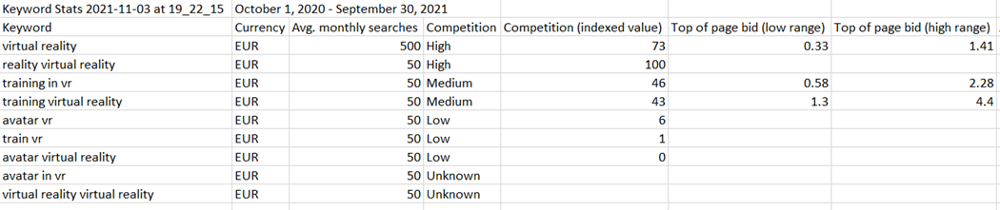 Keyword Stats 2021-11-03 at 19_22_15 October 1, 2020 - September 30, 2021
Keyword Currency Avg. monthly searches Competition Competition (indexed value) Top of page bid (low range) Top of page bid (high range)
virtual reality EUR 500 High 73 0.33 1.41
reality virtual reality EUR 50 High 100
training in vr EUR 50 Medium 46 0.58 2.28
training virtual reality EUR 50 Medium 43 1.3 4.4
avatar vr EUR 50 Low 6
train vr EUR 50 Low 1
avatar virtual reality EUR 50 Low 0
avatar in vr EUR 50 Unknown
virtual reality virtual reality EUR 50 Unknown